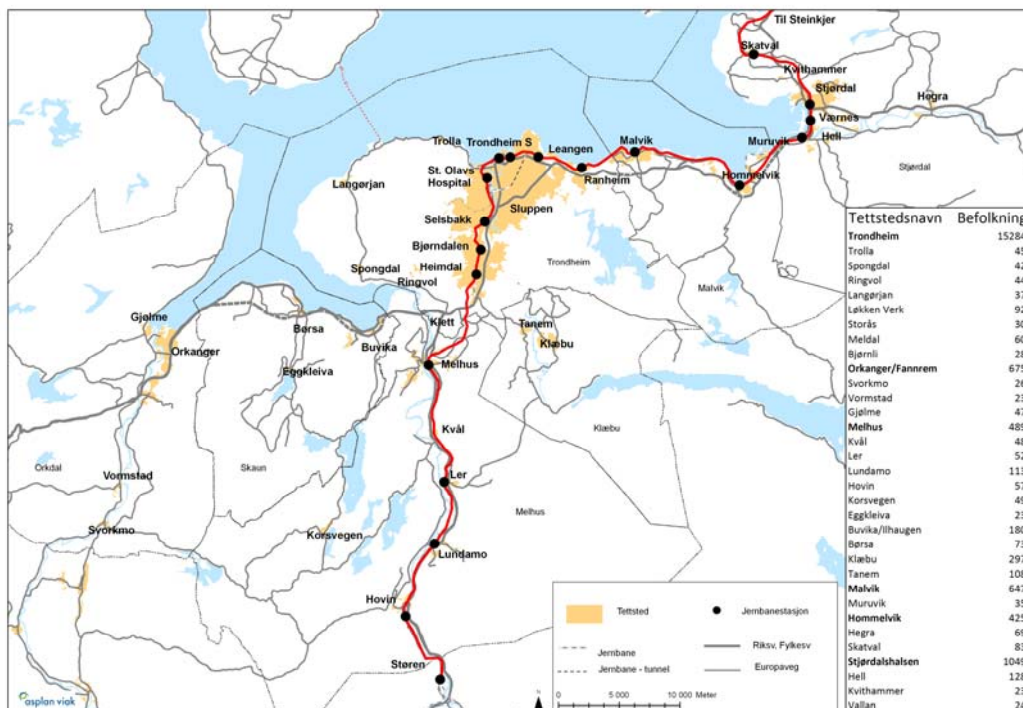 Til Steinkjer
Skatval
Kvithammer
Stjørdal
Hegra
Værnes
Hell
Muruvik
Stjørdal
Hommelvik
Malvik
Ranheim
Leangen
Trondheim S
Trolla
St. Olavs
Hospital
Langørjan
Sluppen
Selsbakk
Bjørndalen
Heimdal
Spongdal
Ringvol
Trondheim
Malvik
Klett
Tanem
Klæbu
Gjølme
Børsa
Buvika
Orkanger
Eggkleiva
Melhus
Klæbu
Kvål
Orkdal
Skaun
Vormstad
Ler
Melhus
Svorkmo
Korsvegen
Lundamo
Hovin
Støren
Tettstedsnavn Befolkning
Trondheim
Trolla
Spongdal
Ringvol
Langørjan
Løkken Verk
Storås
Meldal
Bjørnli
Orkanger/Fannrem
Svorkmo
Vormstad
Gjølme
Melhus
Kvål
Ler
Lundamo
Hovin
Korsvegen
Eggkleiva
Buvika/Ilhaugen
Børsa
Klæbu
Tanem
Malvik
Muruvik
Hommelvik
Hegra
Skatval
Stjørdalshalsen
Hell
Kvithammer
Vallan
Tettsted
Jernbanestasjon
Jernbane
Riksv, Fylkesv
Jernbane - tunnel
Europaveg
0 5 000 10 000 Meter
asplan viak